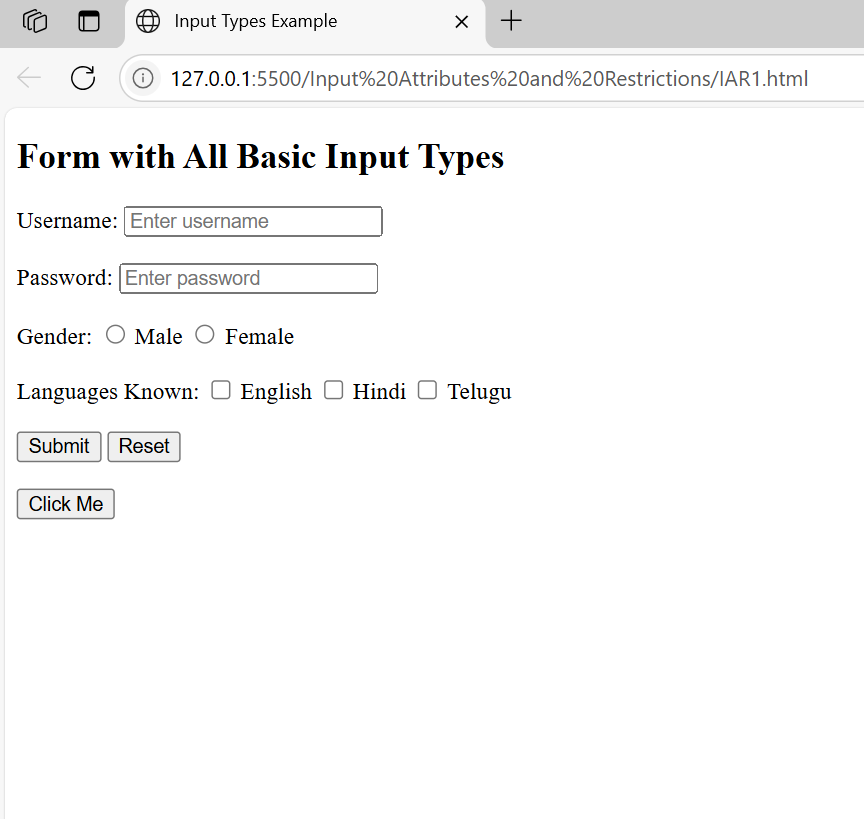 Input Types Example
127.0.0.1:5500/Input%20Attributes%20and%20Restrictions/IAR1.html
Form with All Basic Input Types
Username: Enter username
Password: Enter password
Gender: Male Female
Languages Known: English Hindi Telugu
Submit Reset
Click Me